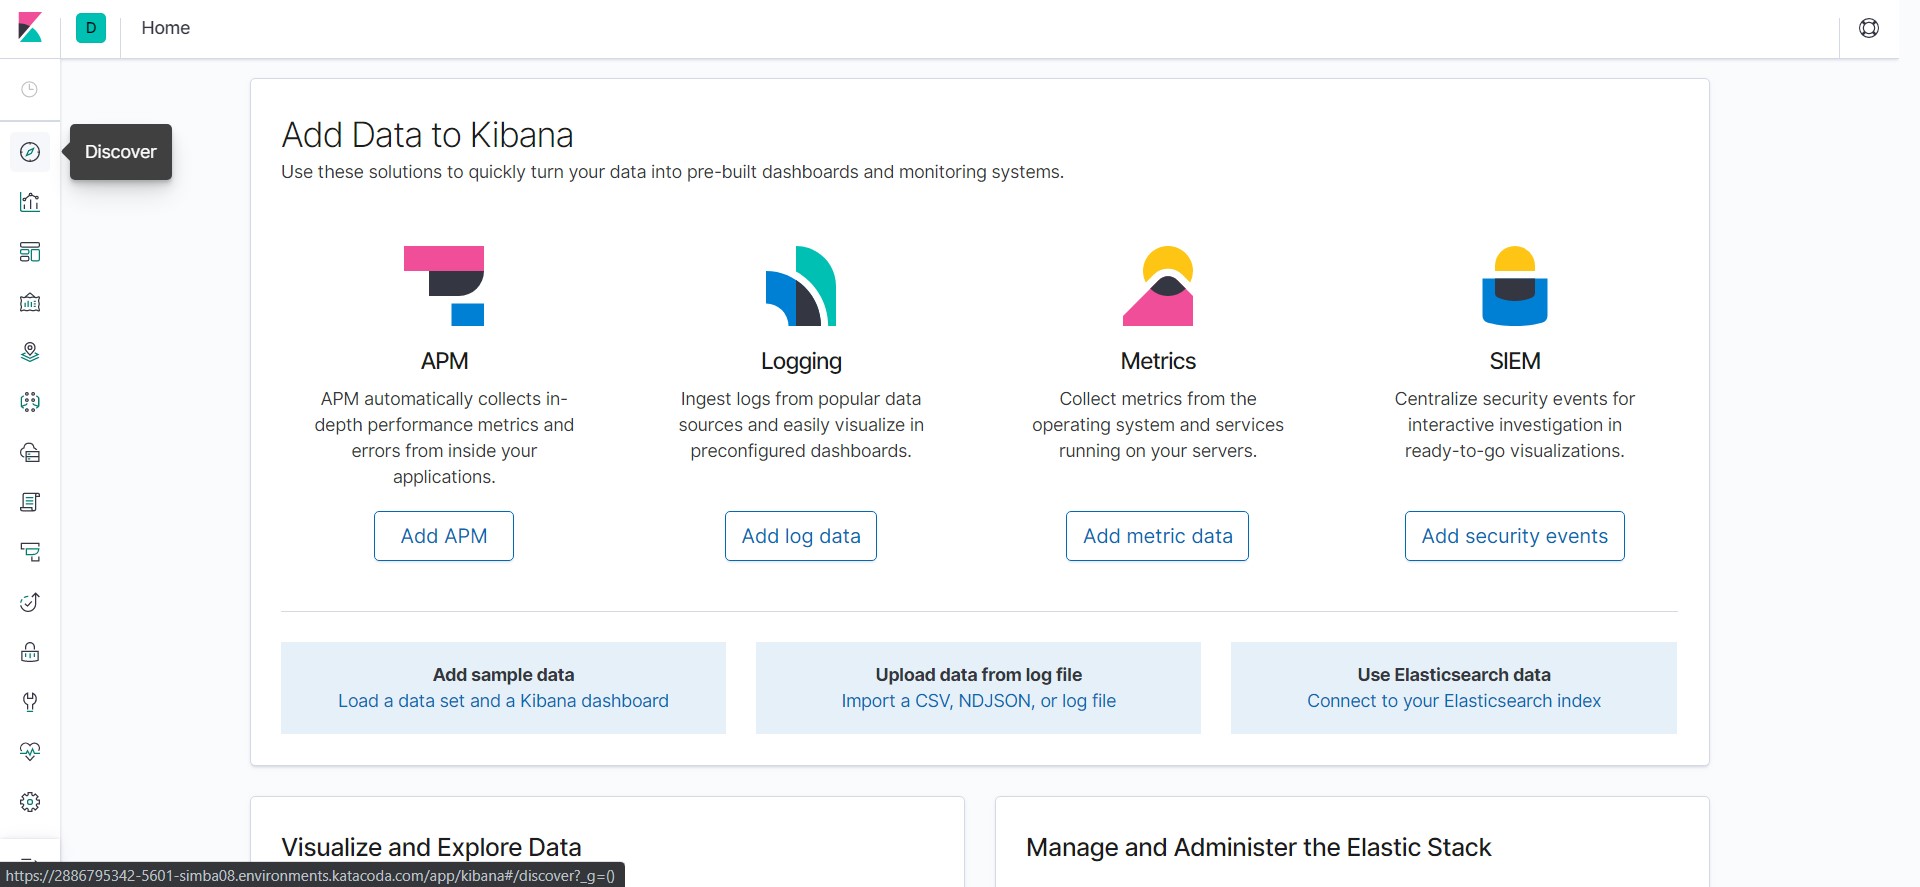 D
Home
Discover
Add Data to Kibana
Use these solutions to quickly turn your data into pre-built dashboards and monitoring systems.
APM
APM automatically collects in-
depth performance metrics and
errors from inside your
applications.
Add APM
Logging
Ingest logs from popular data
sources and easily visualize in
preconfigured dashboards.
Add log data
Metrics
Collect metrics from the
operating system and services
running on your servers.
Add metric data
SIEM
Centralize security events for
interactive investigation in
ready-to-go visualizations.
Add security events
Add sample data
Load a data set and a Kibana dashboard
Upload data from log file
Import a CSV, NDJSON, or log file
Use Elasticsearch data
Connect to your Elasticsearch index
Visualize and Explore Data
Manage and Administer the Elastic Stack
https://2886795342-5601-simba08.environments.katacoda.com/app/kibana#/discover?_g=()